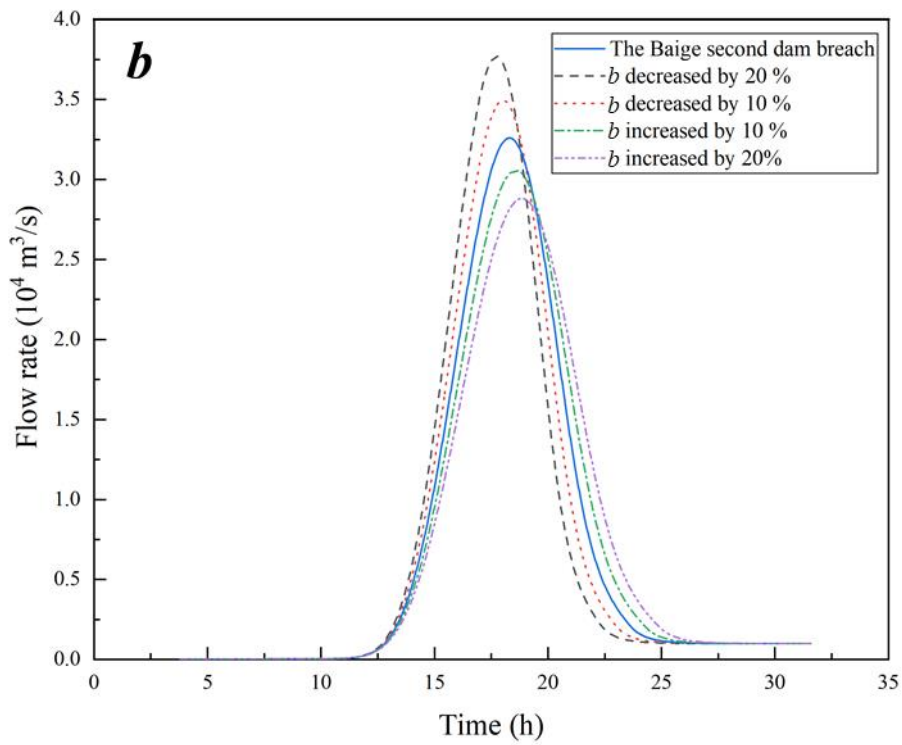 b
The Baige second dam breach
b decreased by 20 %
b decreased by 10 %
b increased by 10 %
b increased by 20%
4.0
3.5
3.0
2.5
2.0
1.5
1.0
0.5
0.0
Flow rate (10⁴ m³/s)
0 5 10 15 20 25 30 35
Time (h)